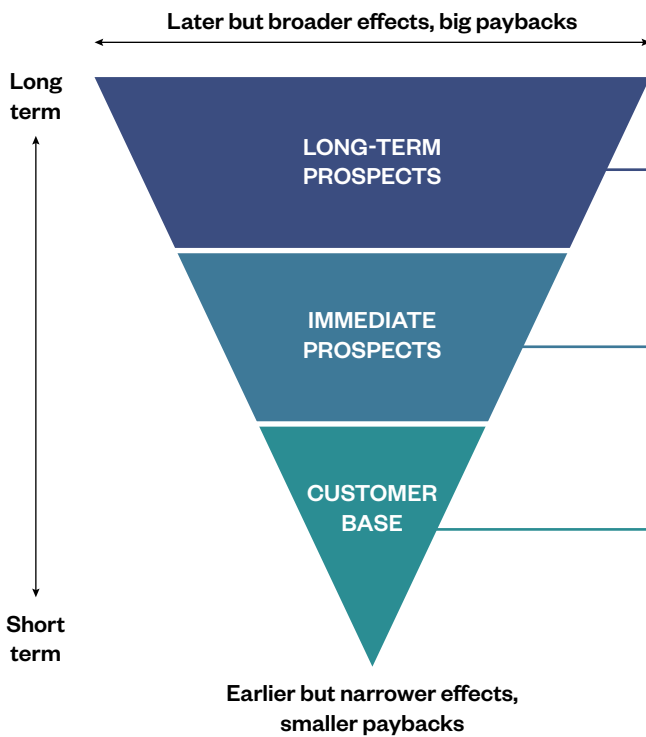 Later but broader effects, big paybacks
Long
term
LONG-TERM
PROSPECTS
IMMEDIATE
PROSPECTS
CUSTOMER
BASE
Short
term
Earlier but narrower effects,
smaller paybacks